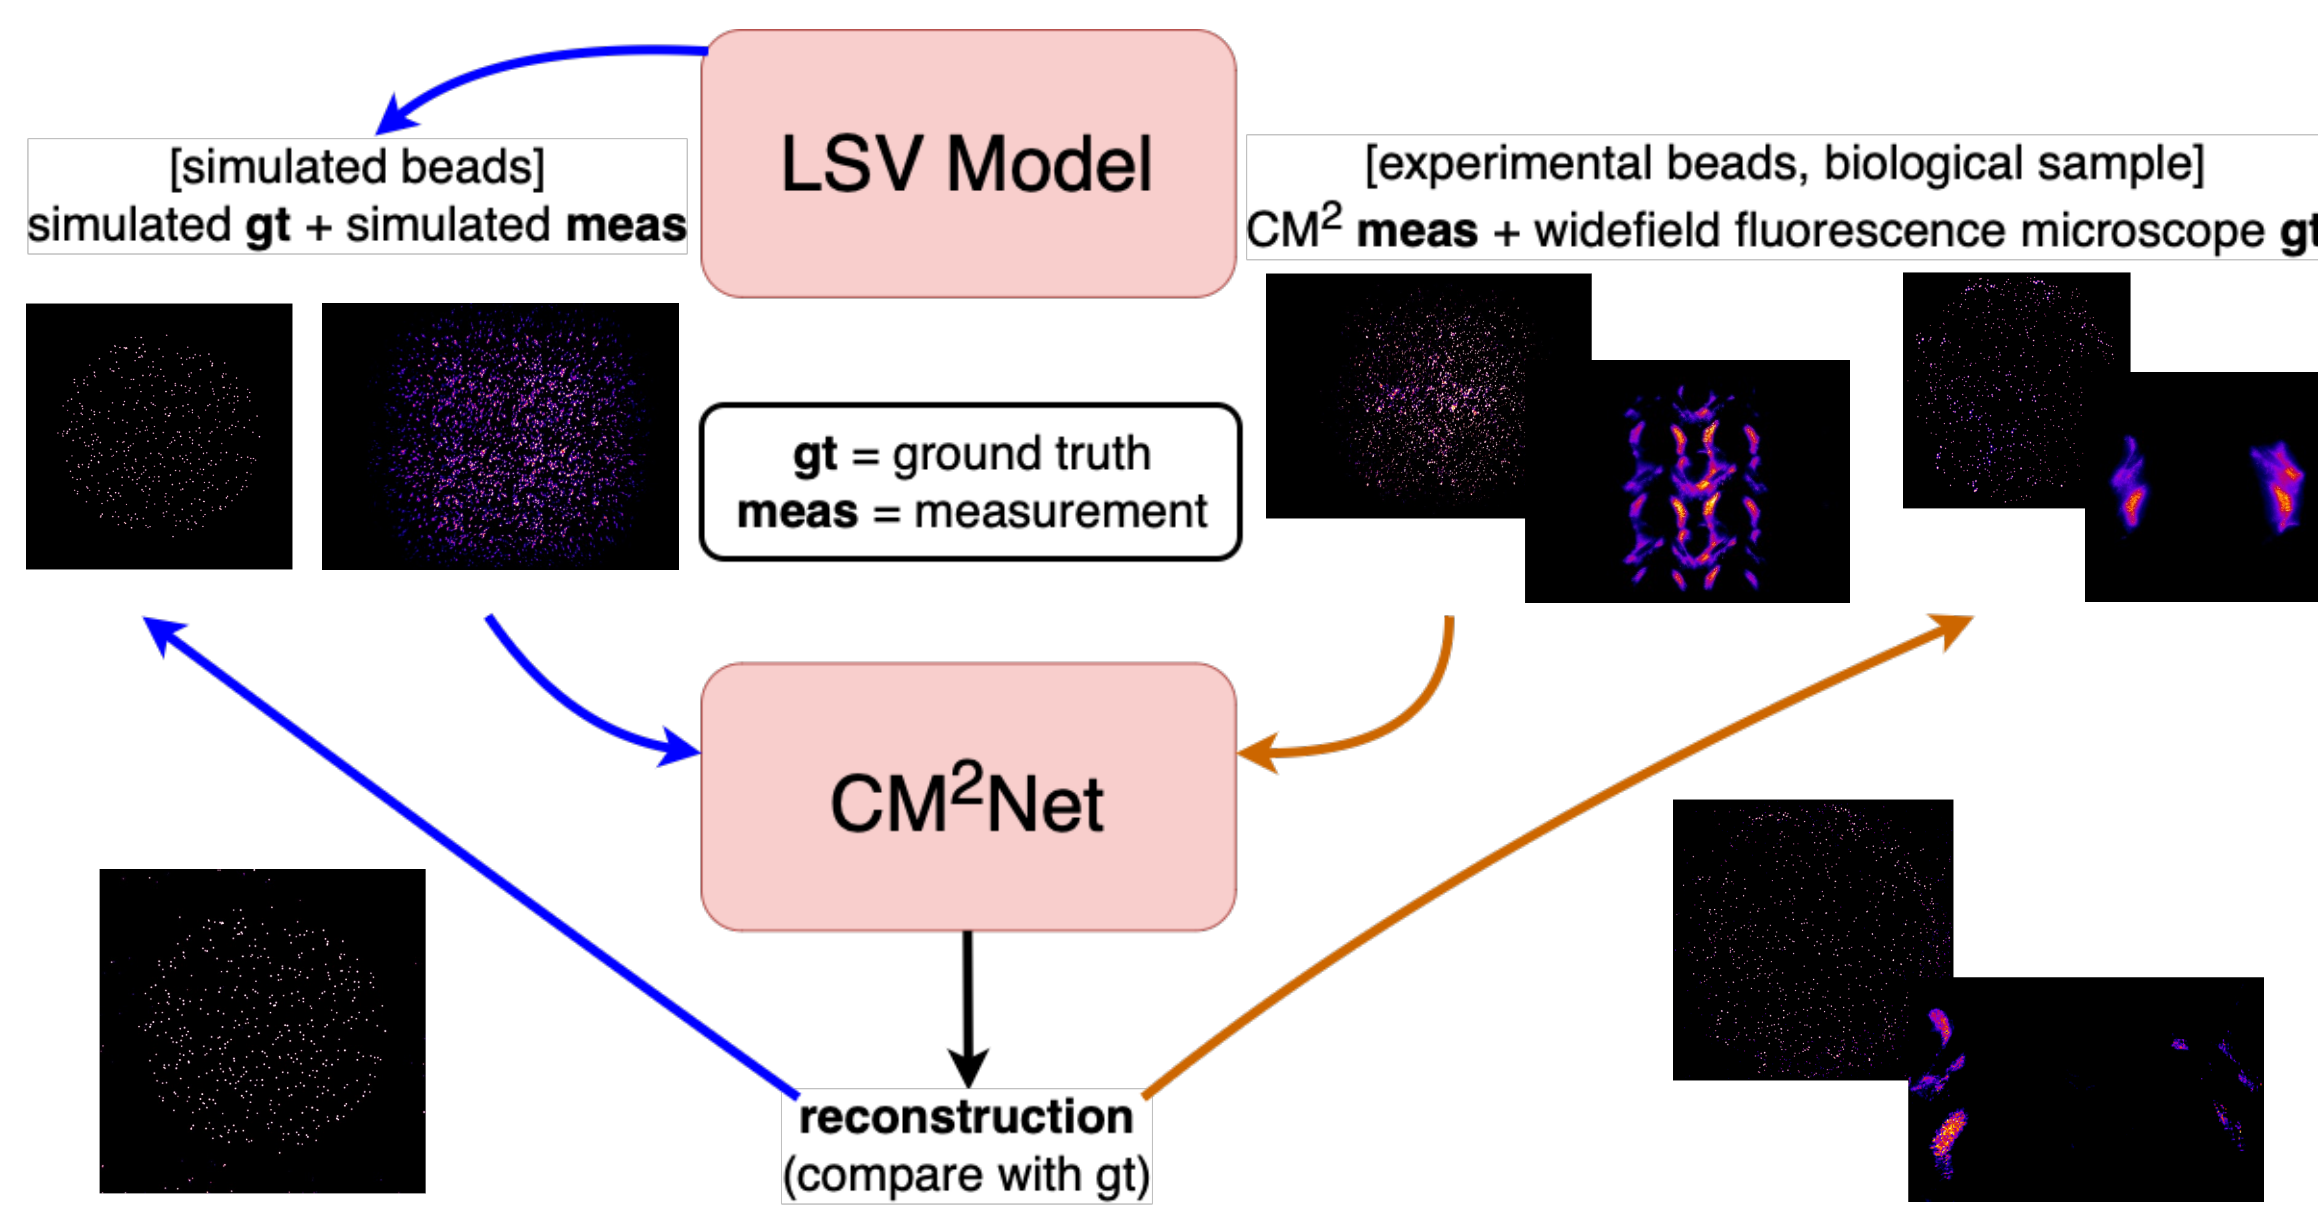 LSV Model
[simulated beads]
simulated gt + simulated meas
[experimental beads, biological sample]
CM² meas + widefield fluorescence microscope gt
gt = ground truth
meas = measurement
CM²Net
reconstruction
(compare with gt)